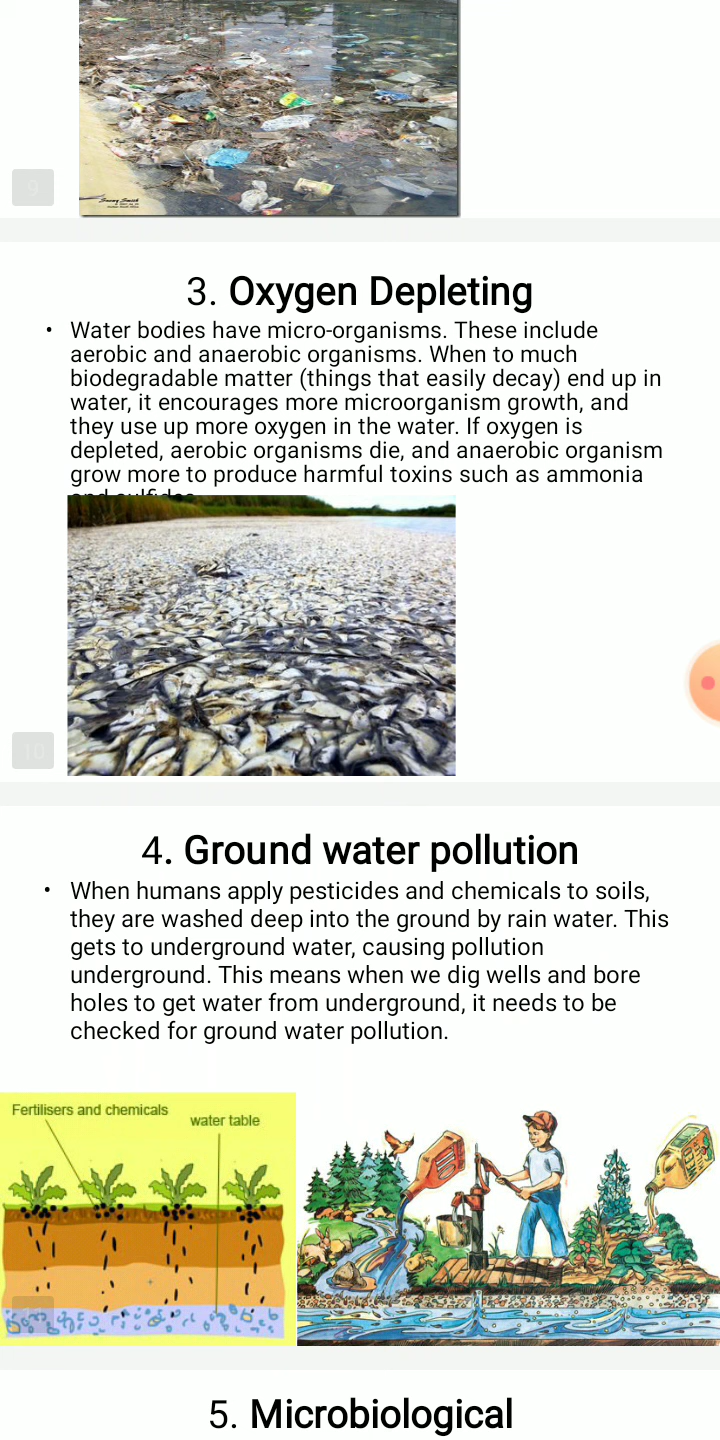 9
3. Oxygen Depleting
• Water bodies have micro-organisms. These include
aerobic and anaerobic organisms. When to much
biodegradable matter (things that easily decay) end up in
water, it encourages more microorganism growth, and
they use up more oxygen in the water. If oxygen is
depleted, aerobic organisms die, and anaerobic organism
grow more to produce harmful toxins such as ammonia
and sulfides
10
4. Ground water pollution
• When humans apply pesticides and chemicals to soils,
they are washed deep into the ground by rain water. This
gets to underground water, causing pollution
underground. This means when we dig wells and bore
holes to get water from underground, it needs to be
checked for ground water pollution.
Fertilisers and chemicals
water table
5. Microbiological